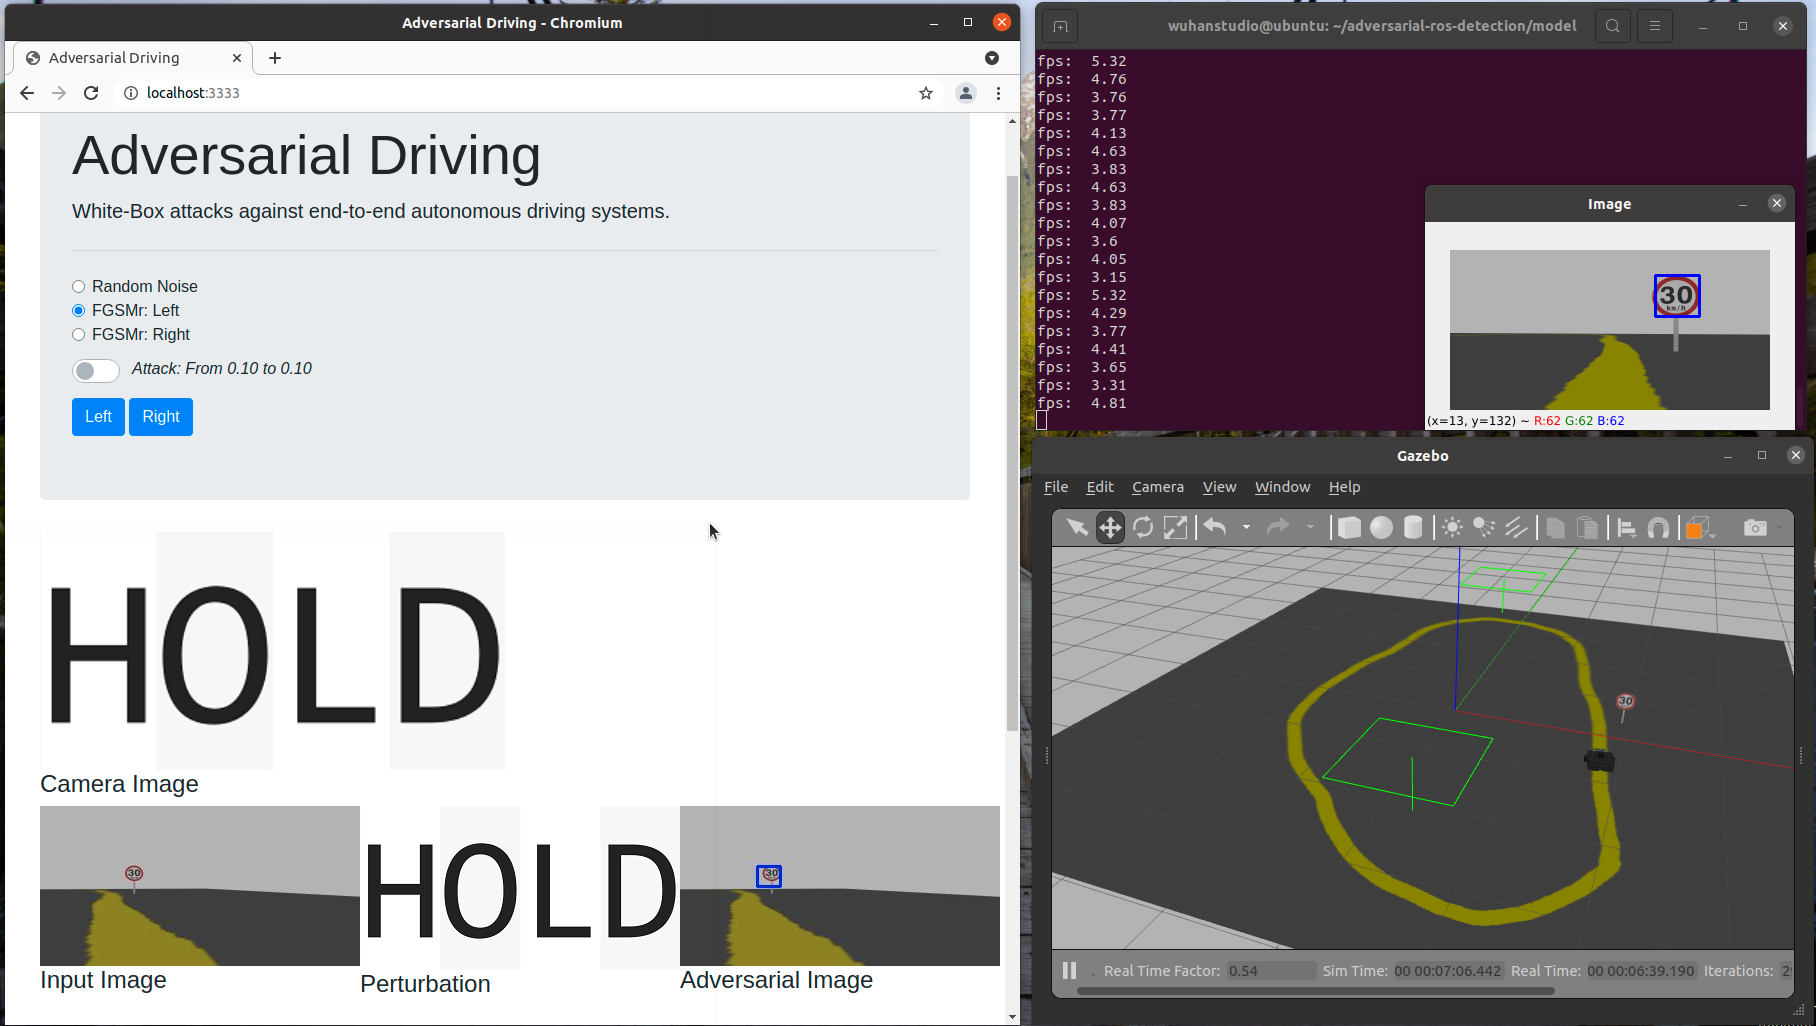 Adversarial Driving - Chromium
Adversarial Driving
localhost:3333
Adversarial Driving
White-Box attacks against end-to-end autonomous driving systems.
Random Noise
FGSMr: Left
FGSMr: Right
Attack: From 0.10 to 0.10
Left Right
HOLD
Camera Image
30
HOLD
30
Input Image
Perturbation
Adversarial Image
wuhanstudio@ubuntu: ~/adversarial-ros-detection/model
fps: 5.32
fps: 4.76
fps: 3.76
fps: 3.77
fps: 4.13
fps: 4.63
fps: 3.83
fps: 4.63
fps: 3.83
fps: 4.07
fps: 3.6
fps: 4.05
fps: 3.15
fps: 5.32
fps: 4.29
fps: 3.77
fps: 4.41
fps: 3.65
fps: 3.31
fps: 4.81
Image
30
km/h
(x=13, y=132) ~ R:62 G:62 B:62
Gazebo
File Edit Camera View Window Help
30
Real Time Factor: 0.54 Sim Time: 00 00:07:06.442 Real Time: 00 00:06:39.190 Iterations: